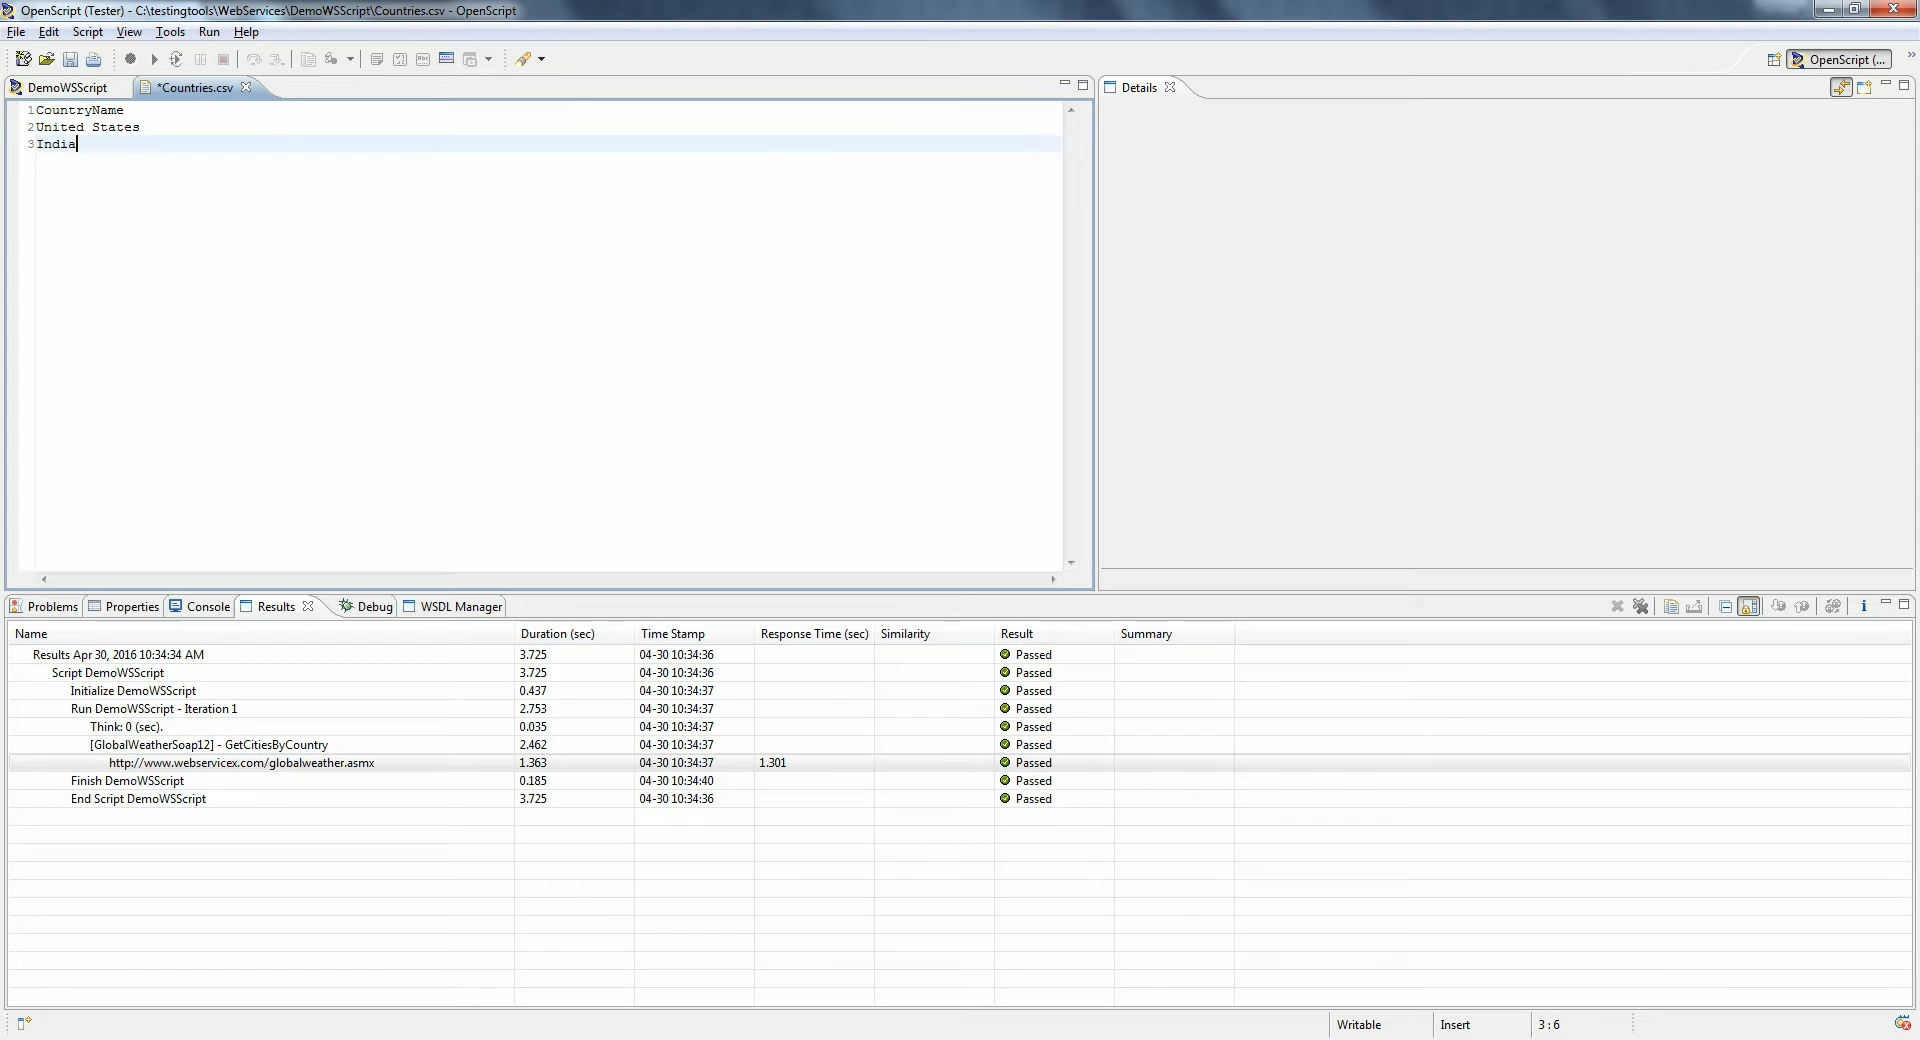 OpenScript (Tester) - C:\testingtools\WebServices\DemoWSScript\Countries.csv - OpenScript
File Edit Script View Tools Run Help
OpenScript (...
DemoWSScript *Countries.csv Details
1CountryName
2United States
3India
Problems Properties Console Results Debug WSDL Manager
Name Duration (sec) Time Stamp Response Time (sec) Similarity Result Summary
Results Apr 30, 2016 10:34:34 AM 3.725 04-30 10:34:36 Passed
Script DemoWSScript 3.725 04-30 10:34:36 Passed
Initialize DemoWSScript 0.437 04-30 10:34:37 Passed
Run DemoWSScript - Iteration 1 2.753 04-30 10:34:37 Passed
Think: 0 (sec). 0.035 04-30 10:34:37 Passed
[GlobalWeatherSoap12] - GetCitiesByCountry 2.462 04-30 10:34:37 Passed
http://www.webservicex.com/globalweather.asmx 1.363 04-30 10:34:37 1.301 Passed
Finish DemoWSScript 0.185 04-30 10:34:40 Passed
End Script DemoWSScript 3.725 04-30 10:34:36 Passed
Writable Insert 3 : 6